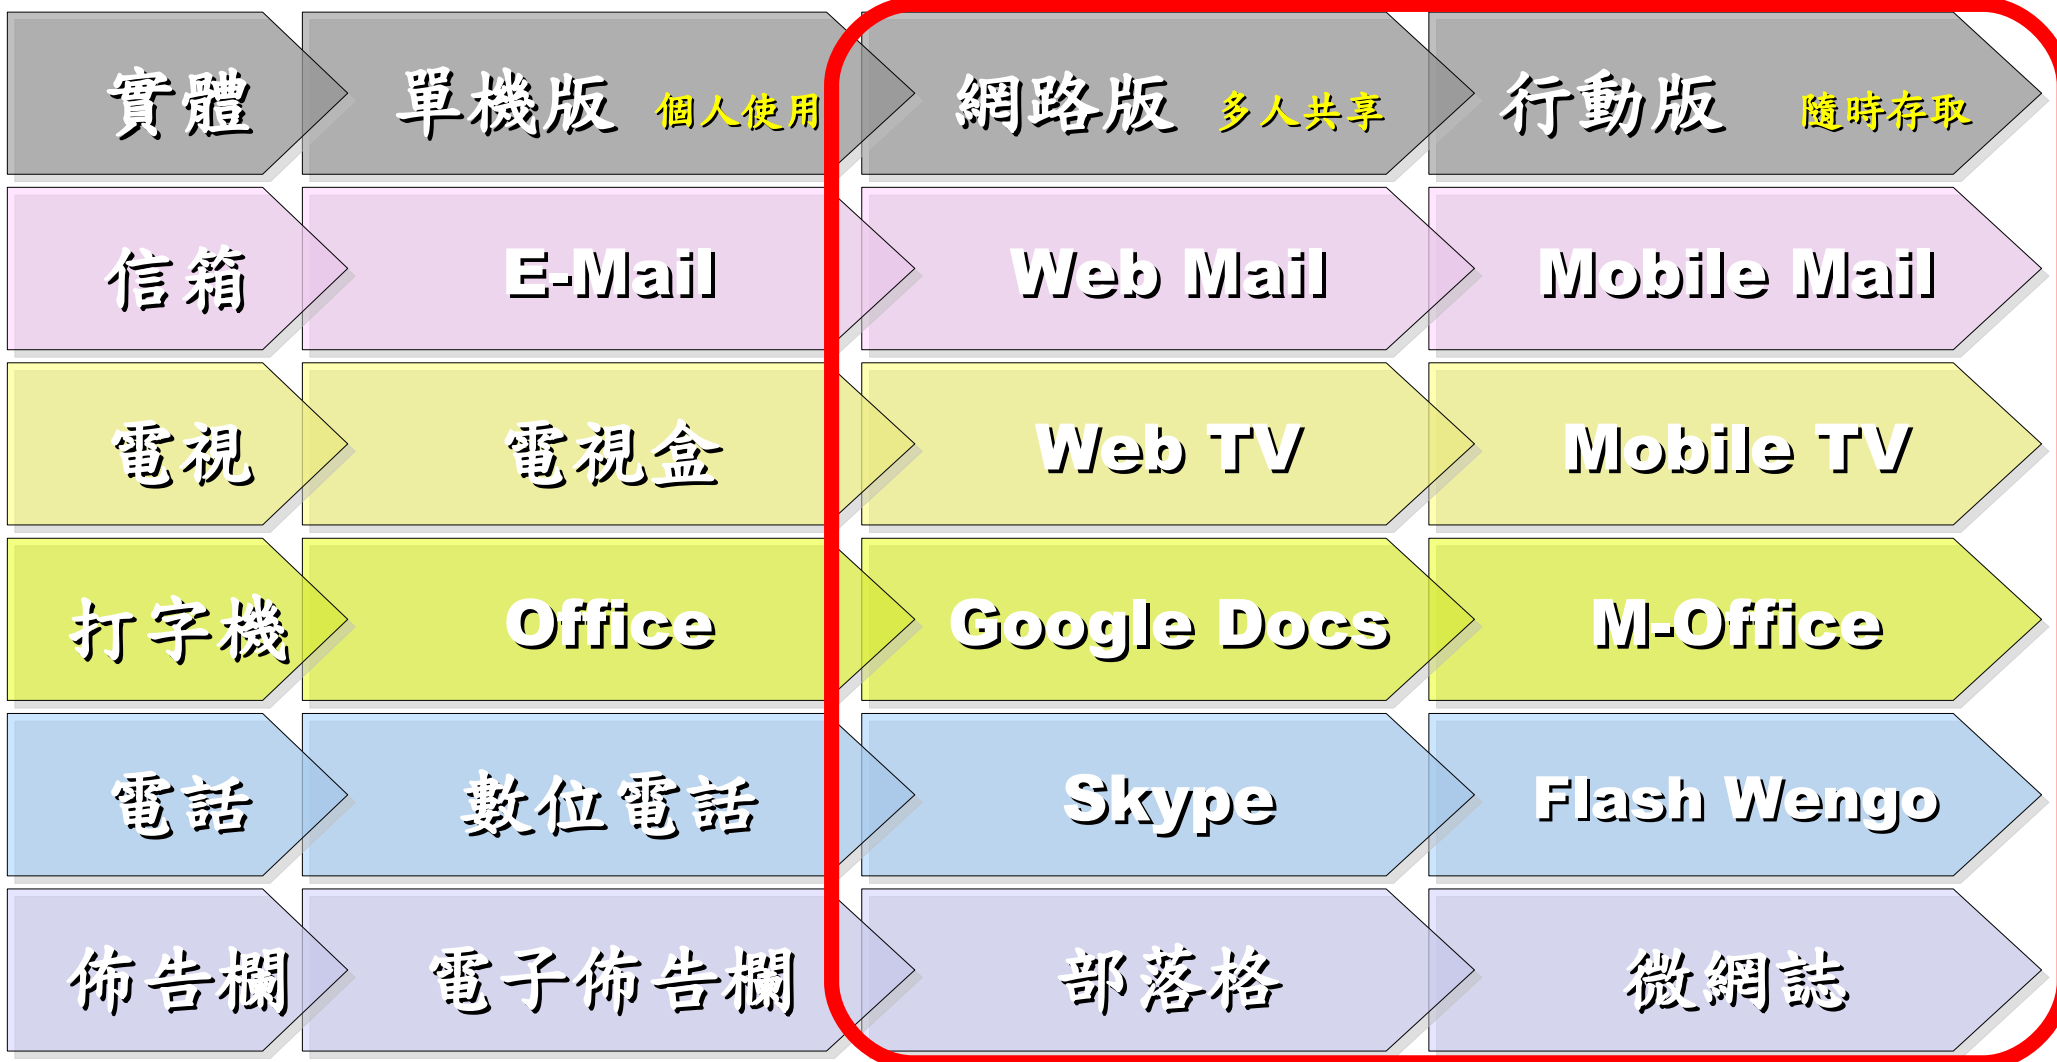 實體 單機版 個人使用 網路版 多人共享 行動版 隨時存取
信箱 E-Mail Web Mail Mobile Mail
電視 電視盒 Web TV Mobile TV
打字機 Office Google Docs M-Office
電話 數位電話 Skype Flash Wengo
佈告欄 電子佈告欄 部落格 微網誌